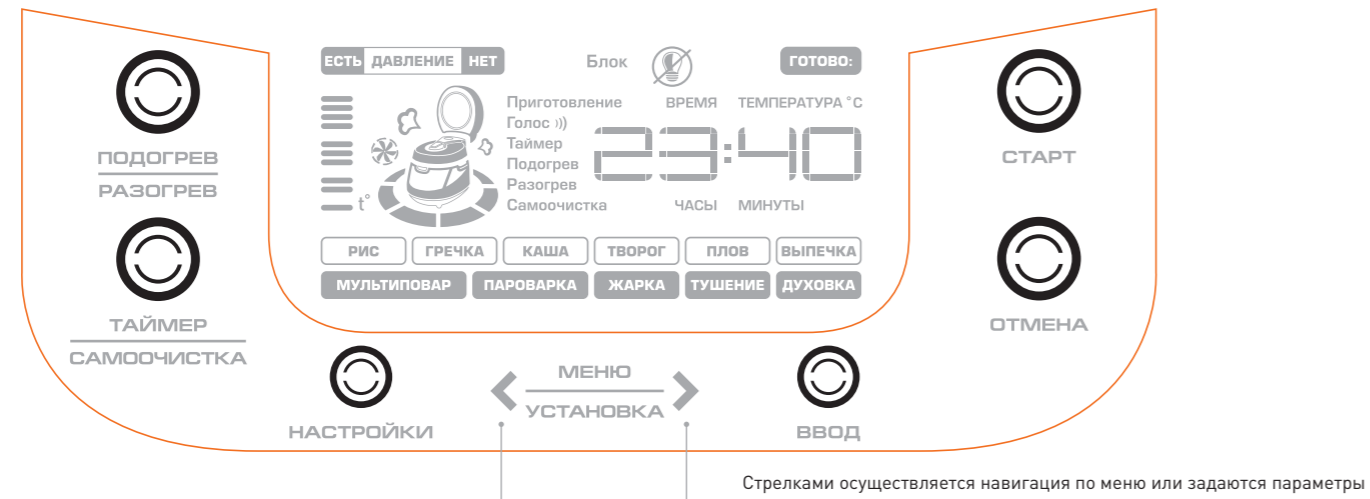 ЕСТЬ ДАВЛЕНИЕ НЕТ
Блок
ГОТОВО:
Приготовление
ВРЕМЯ ТЕМПЕРАТУРА °C
Голос
Таймер
23:40
Подогрев
Разогрев
Самоочистка
ЧАСЫ МИНУТЫ
t°
РИС ГРЕЧКА КАША ТВОРОГ ПЛОВ ВЫПЕЧКА
МУЛЬТИПОВАР ПАРОВАРКА ЖАРКА ТУШЕНИЕ ДУХОВКА
ПОДОГРЕВ
РАЗОГРЕВ
ТАЙМЕР
САМООЧИСТКА
СТАРТ
ОТМЕНА
НАСТРОЙКИ
МЕНЮ
УСТАНОВКА
ВВОД
Стрелками осуществляется навигация по меню или задаются параметры